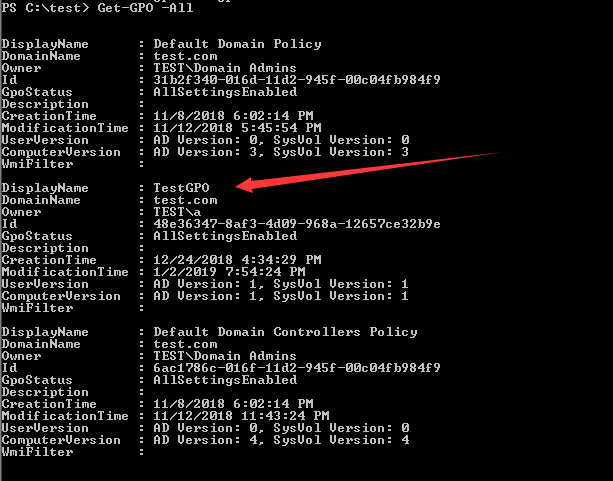 PS C:\test> Get-GPO -All
DisplayName : Default Domain Policy
DomainName : test.com
Owner : TEST\Domain Admins
Id : 31b2f340-016d-11d2-945f-00c04fb984f9
GpoStatus : AllSettingsEnabled
Description :
CreationTime : 11/8/2018 6:02:14 PM
ModificationTime : 11/12/2018 5:45:54 PM
UserVersion : AD Version: 0, SysVol Version: 0
ComputerVersion : AD Version: 3, SysVol Version: 3
WmiFilter :
DisplayName : TestGPO
DomainName : test.com
Owner : TEST\a
Id : 48e36347-8af3-4d09-968a-12657ce32b9e
GpoStatus : AllSettingsEnabled
Description :
CreationTime : 12/24/2018 4:34:29 PM
ModificationTime : 1/2/2019 7:54:24 PM
UserVersion : AD Version: 1, SysVol Version: 1
ComputerVersion : AD Version: 1, SysVol Version: 1
WmiFilter :
DisplayName : Default Domain Controllers Policy
DomainName : test.com
Owner : TEST\Domain Admins
Id : 6ac1786c-016f-11d2-945f-00c04fb984f9
GpoStatus : AllSettingsEnabled
Description :
CreationTime : 11/8/2018 6:02:14 PM
ModificationTime : 11/12/2018 11:43:24 PM
UserVersion : AD Version: 0, SysVol Version: 0
ComputerVersion : AD Version: 4, SysVol Version: 4
WmiFilter :